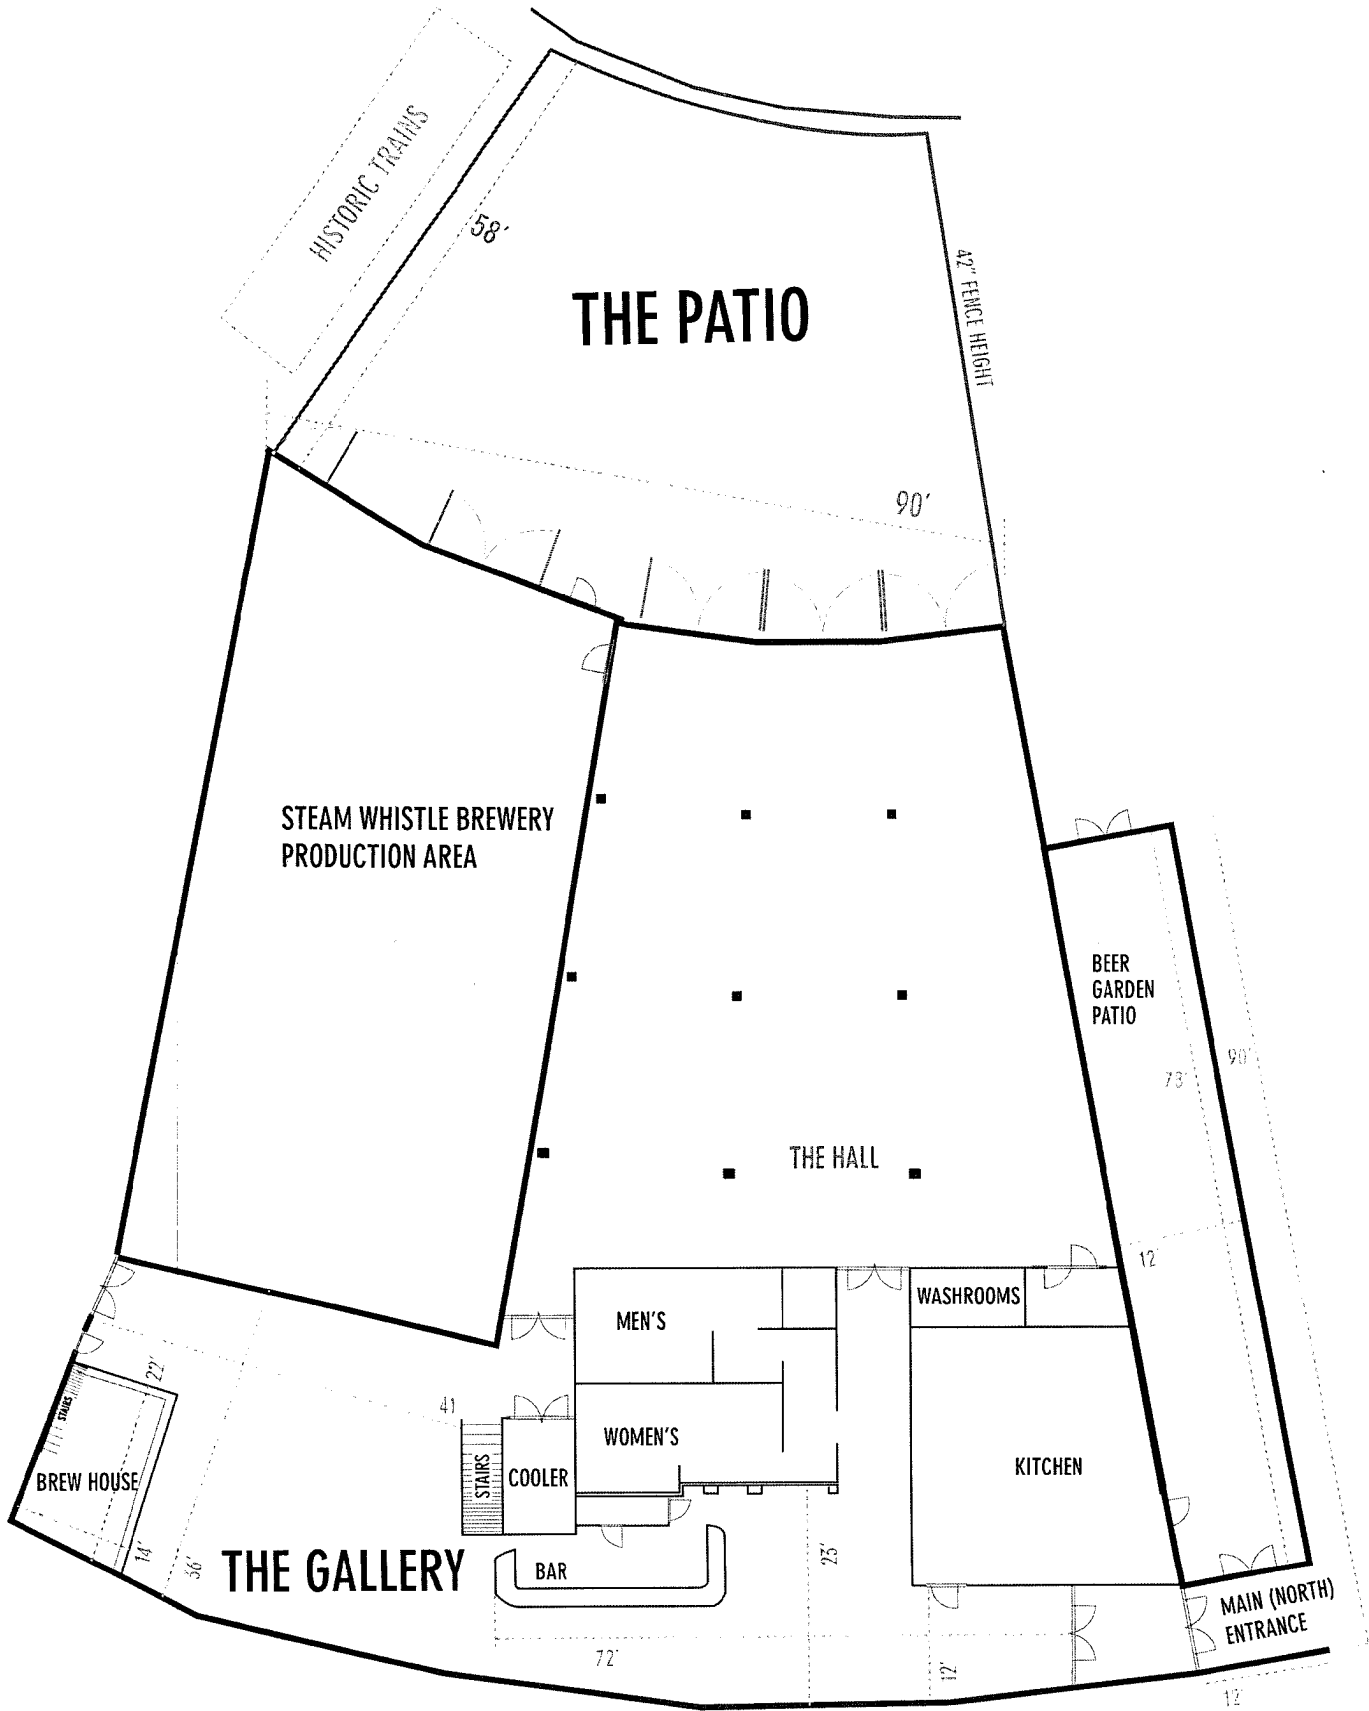 HISTORIC TRAINS
58'
THE PATIO
42" FENCE HEIGHT
90'
STEAM WHISTLE BREWERY
PRODUCTION AREA
BEER
GARDEN
PATIO
90'
73'
THE HALL
12'
WASHROOMS
MEN'S
22'
STAIRS
41
WOMEN'S
STAIRS
COOLER
KITCHEN
BREW HOUSE
14'
36'
THE GALLERY
BAR
23'
MAIN (NORTH)
ENTRANCE
72'
12'
12'